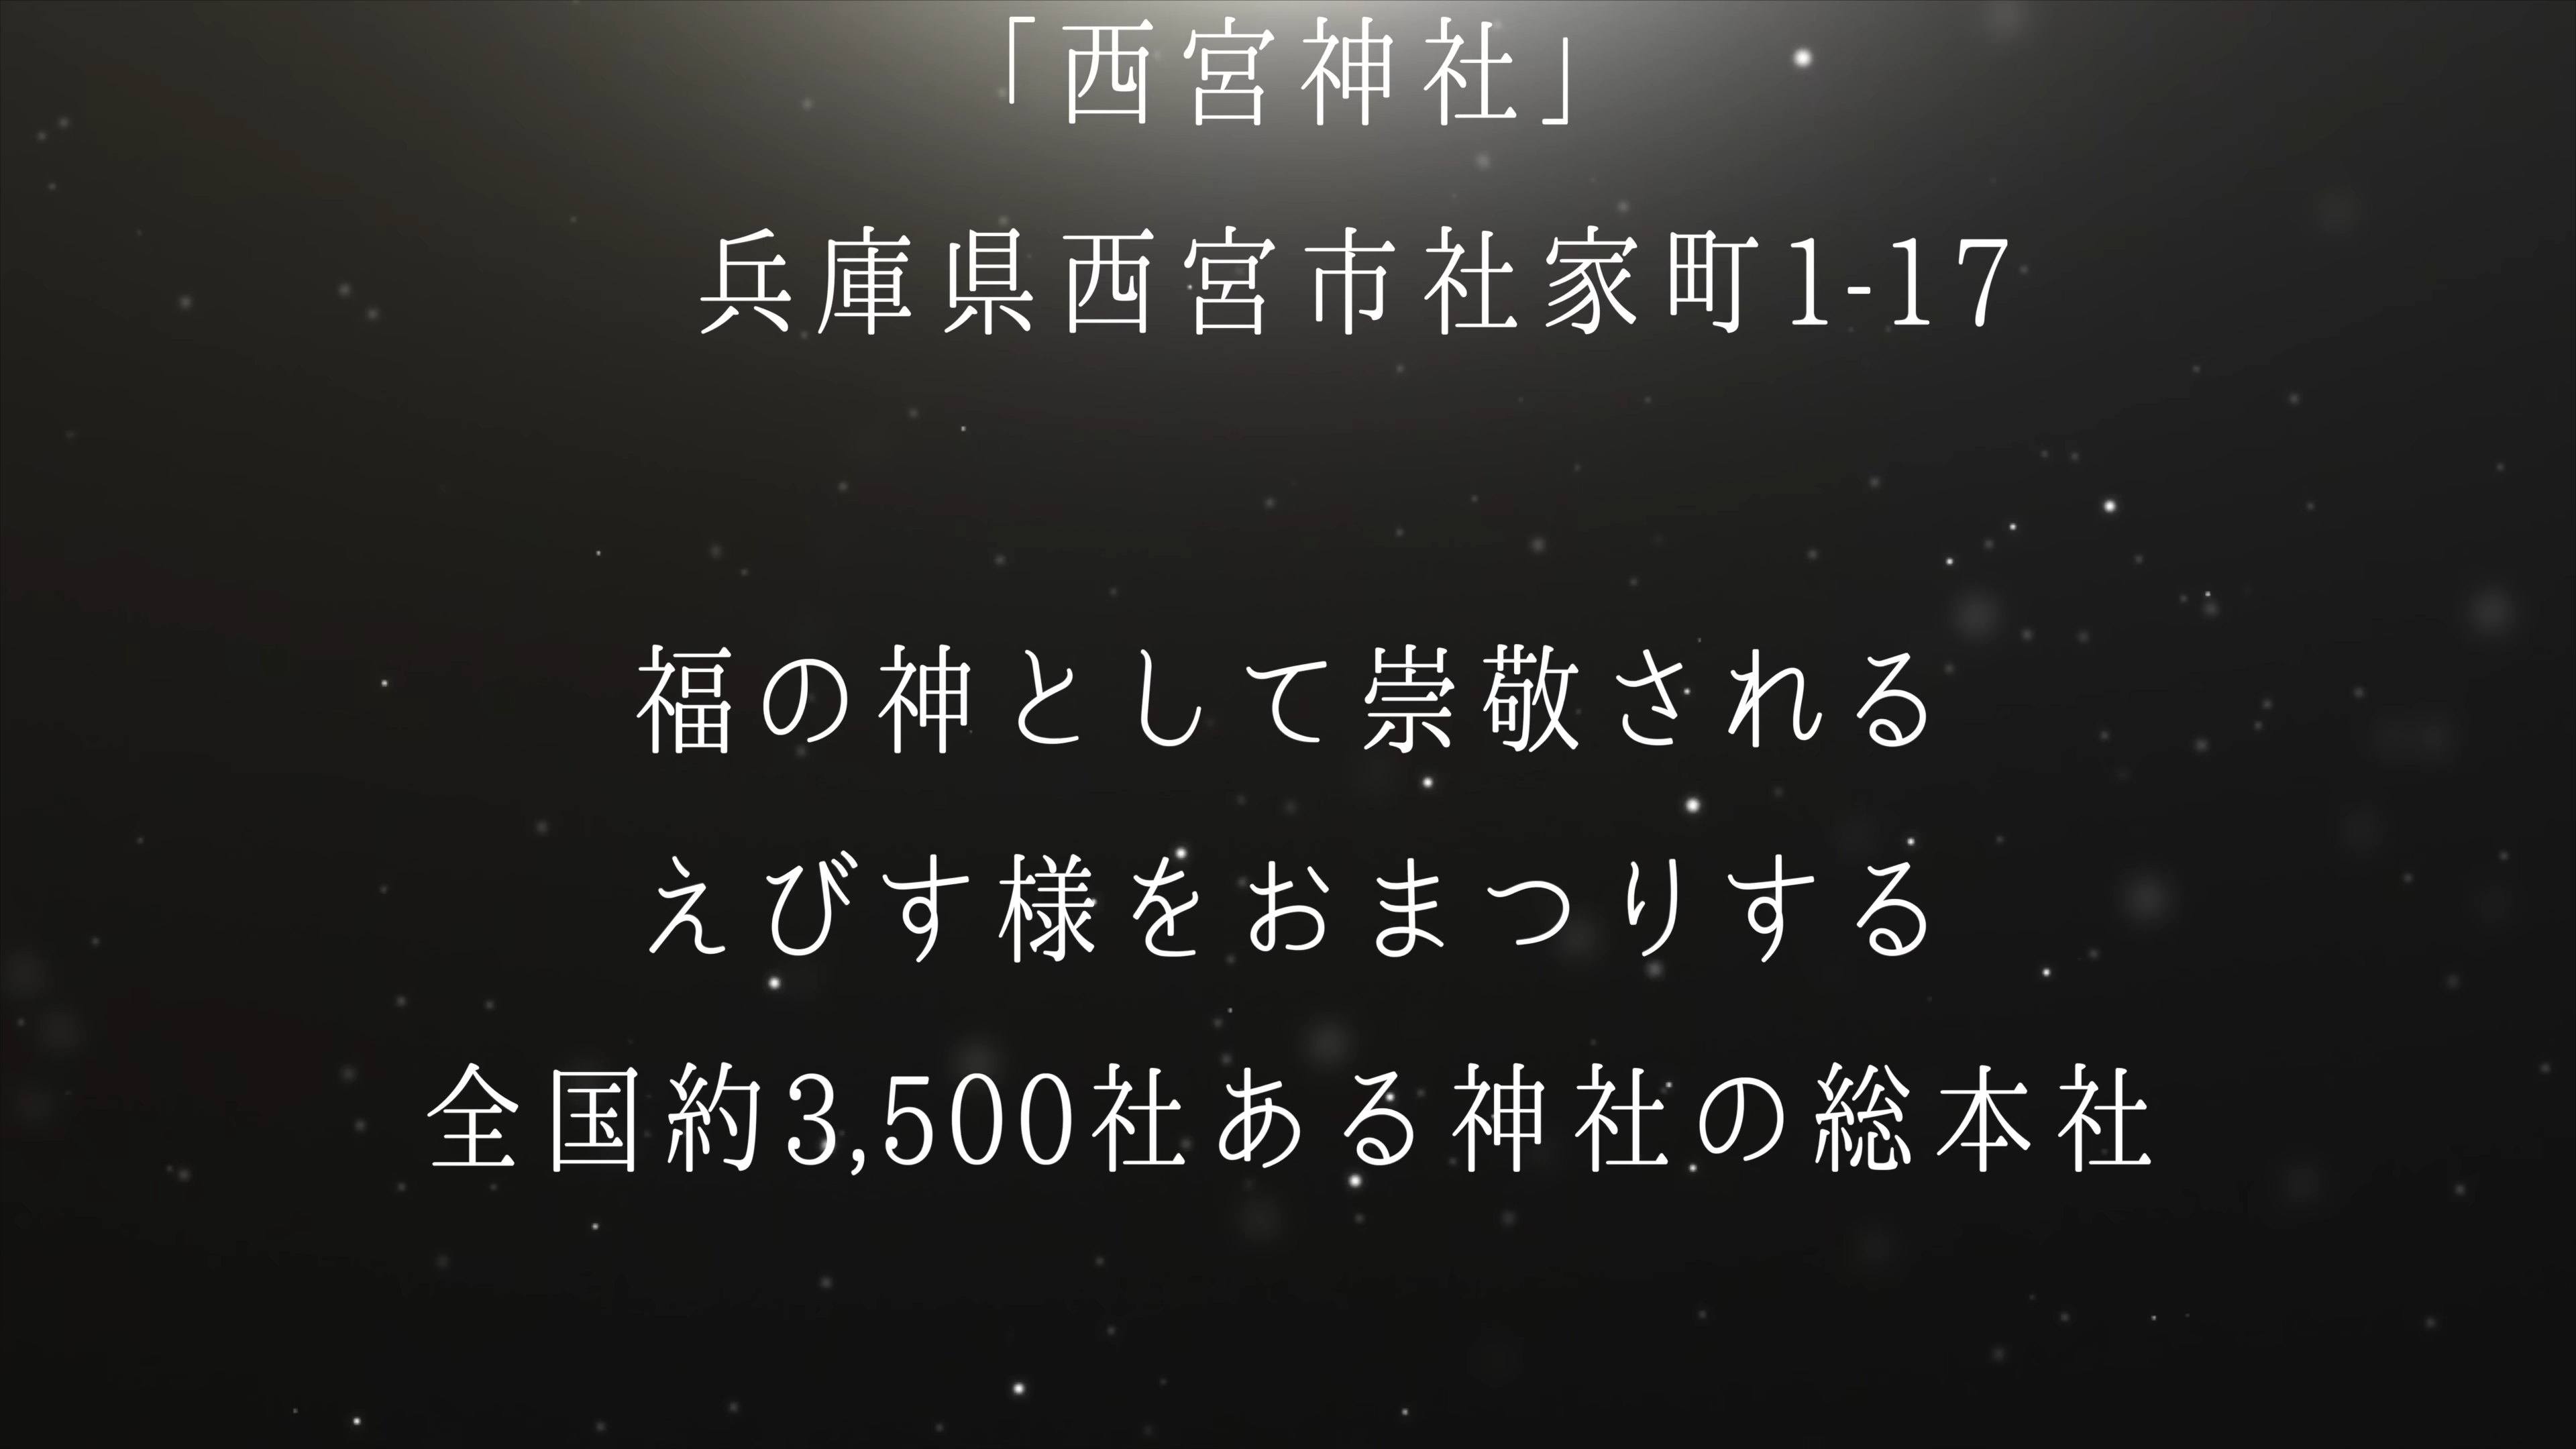 「西宮神社」
兵庫県西宮市社家町1-17
福の神として崇敬される
えびす様をおまつりする
全国約3,500社ある神社の総本社